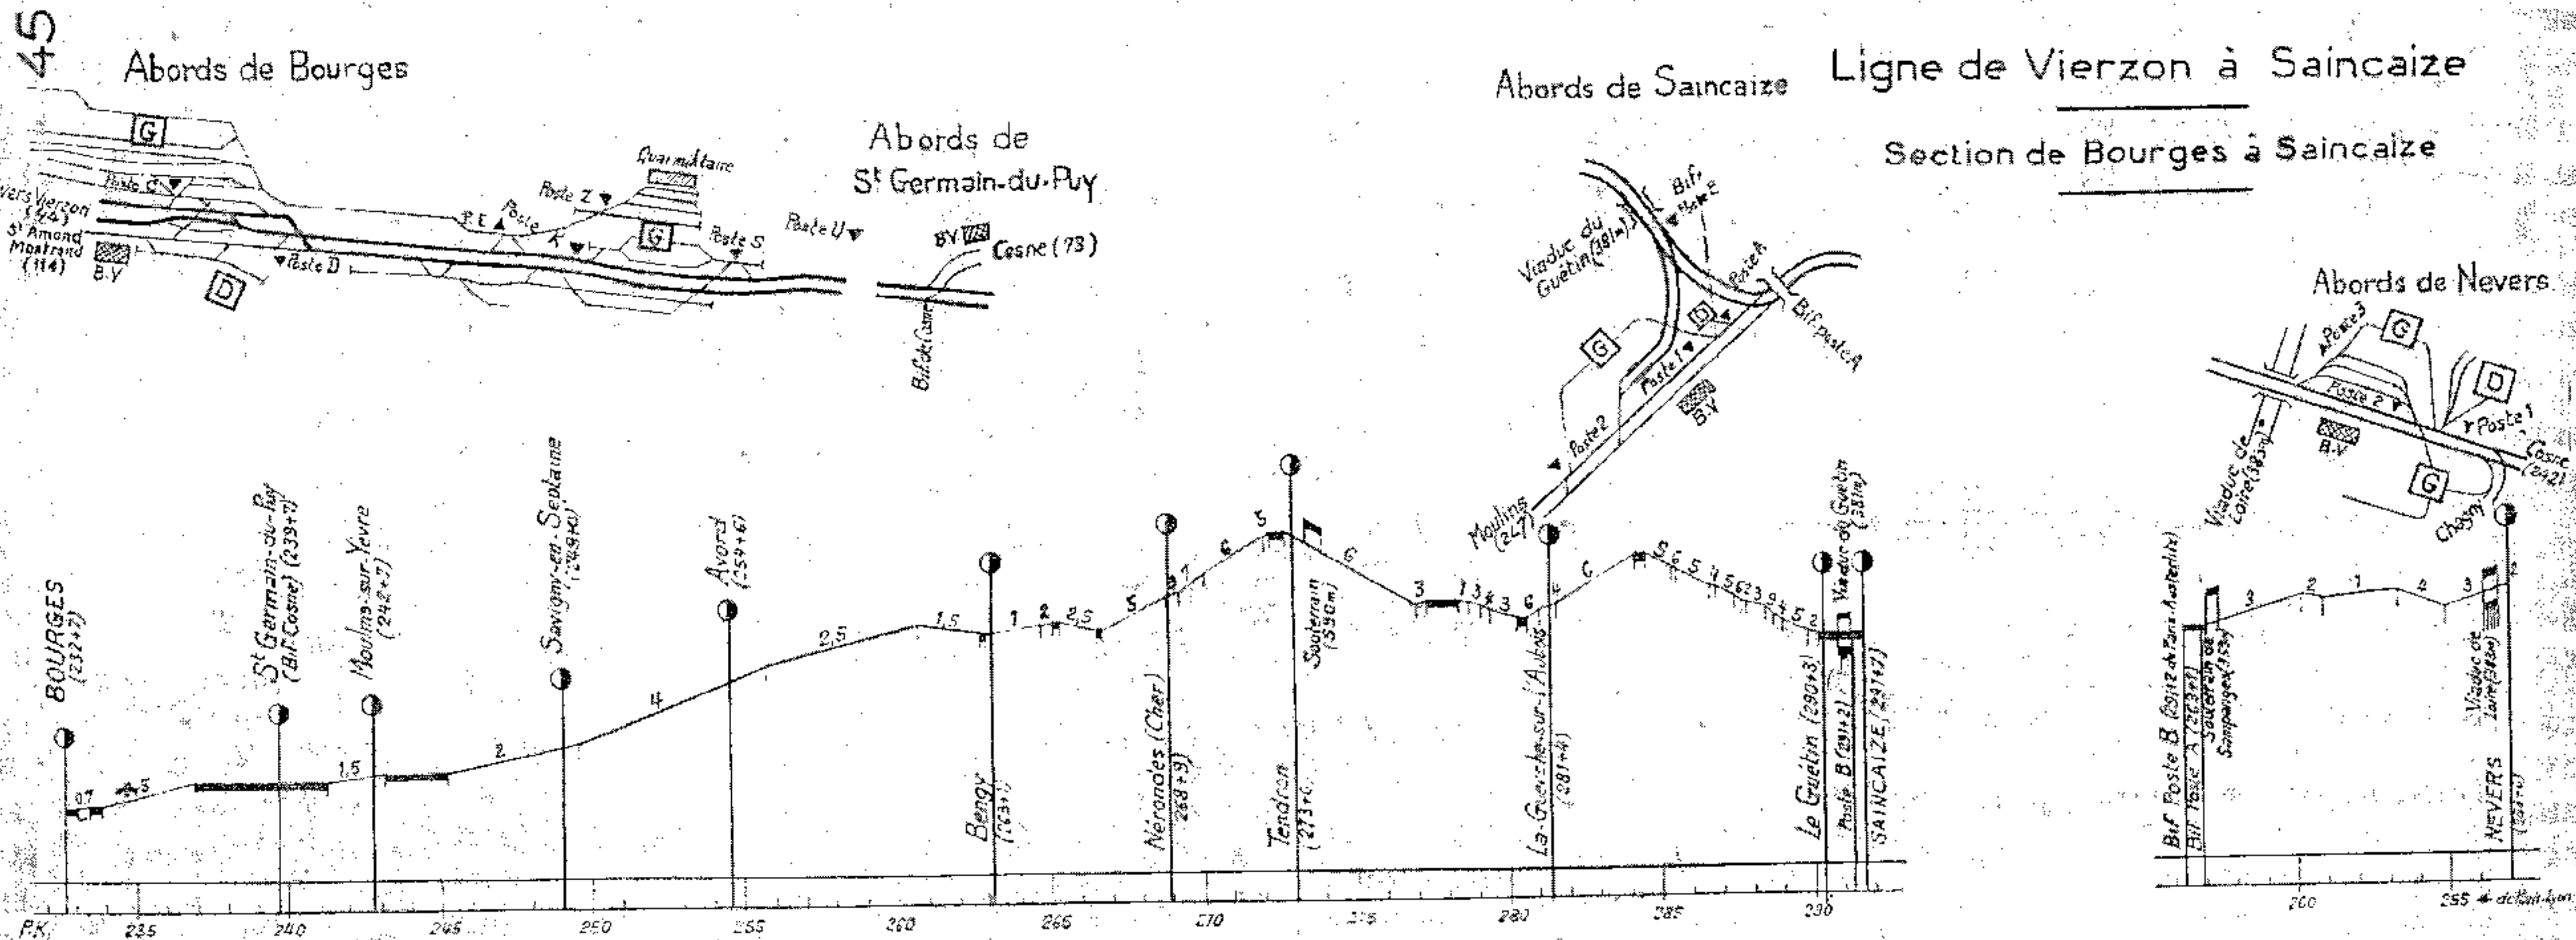 45
Abords de Bourges
G
Poste C
Vers Vierzon
St Amand
Montrond
(114)
B.V
D
Poste D
P.E
Poste
K
Poste Z
Quai militaire
G
Poste S
Poste U
Abords de
St Germain-du-Puy
B.V
Cosne (73)
Bif. de Cosne
Abords de Saincaize
Ligne de Vierzon à Saincaize
Section de Bourges à Saincaize
Viaduc du
Guétin (381m)
Bif.
Poste B
Poste A
Bif. poste A
D
G
Poste 1
B.V
Poste 2
Moulins
(247)
Abords de Nevers
Poste 3
G
D
Poste 2
B.V
Poste 1
Cosne
(242)
Viaduc de
Loire (383m)
G
Chagny
BOURGES
(232+7)
St Germain-du-Puy
(Bif. Cosne) (239+7)
Moulins-sur-Yèvre
(242+7)
Savigny-en-Septaine
Avord
(254+6)
Bengy
(263+1)
Nérondes (Cher)
268+9)
Tendron
Souterrain
La-Guerche-sur-l'Aubois
(281+4)
Le Guétin (290+3)
Viaduc du Guétin
(381m)
Poste B (291+2)
SAINCAIZE (291+7)
Bif Poste B
Bif. Poste A
Souterrain de
Viaduc de
Loire (383m)
NEVERS
0,7
3
1,5
2
4
2,5
1,5
1
2
2,5
5
6
5
6
3
1
3
3
6
6
5
6
5
3
2
1
3
P.K.
235
240
245
250
255
260
265
270
275
280
285
290
260
255